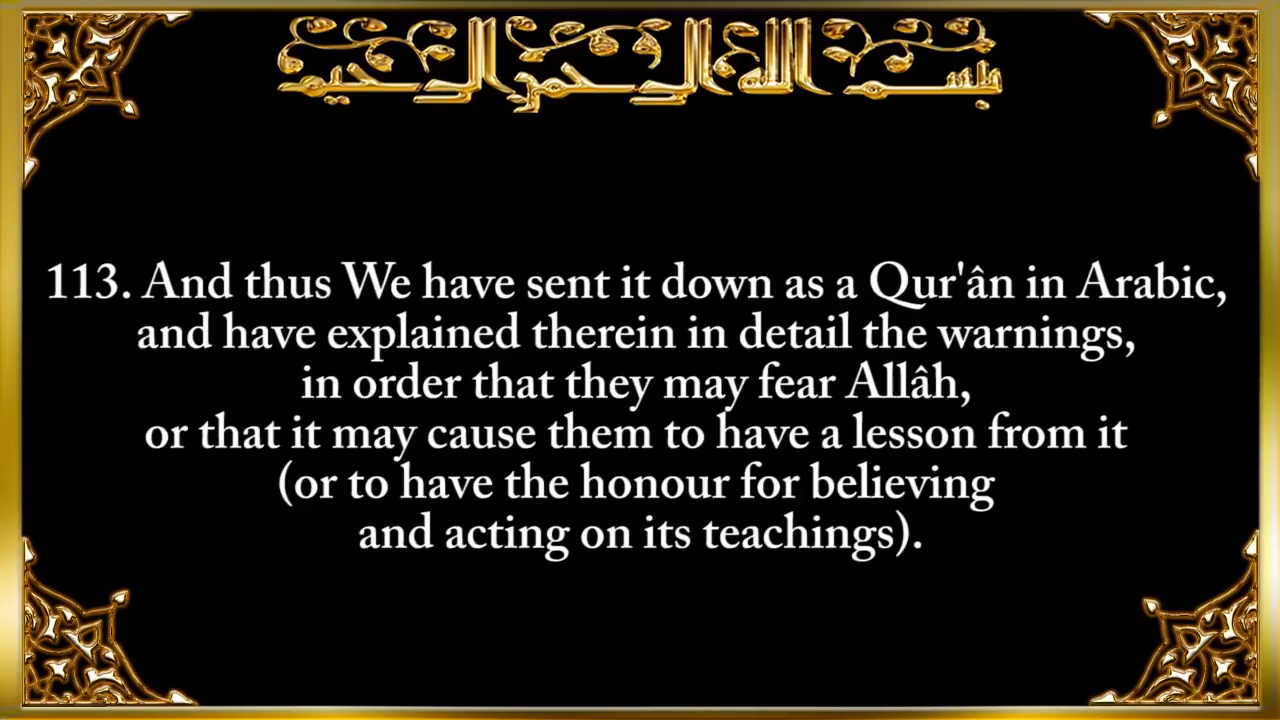 بسم الله الرحمن الرحيم
113. And thus We have sent it down as a Qur'ân in Arabic,
and have explained therein in detail the warnings,
in order that they may fear Allâh,
or that it may cause them to have a lesson from it
(or to have the honour for believing
and acting on its teachings).